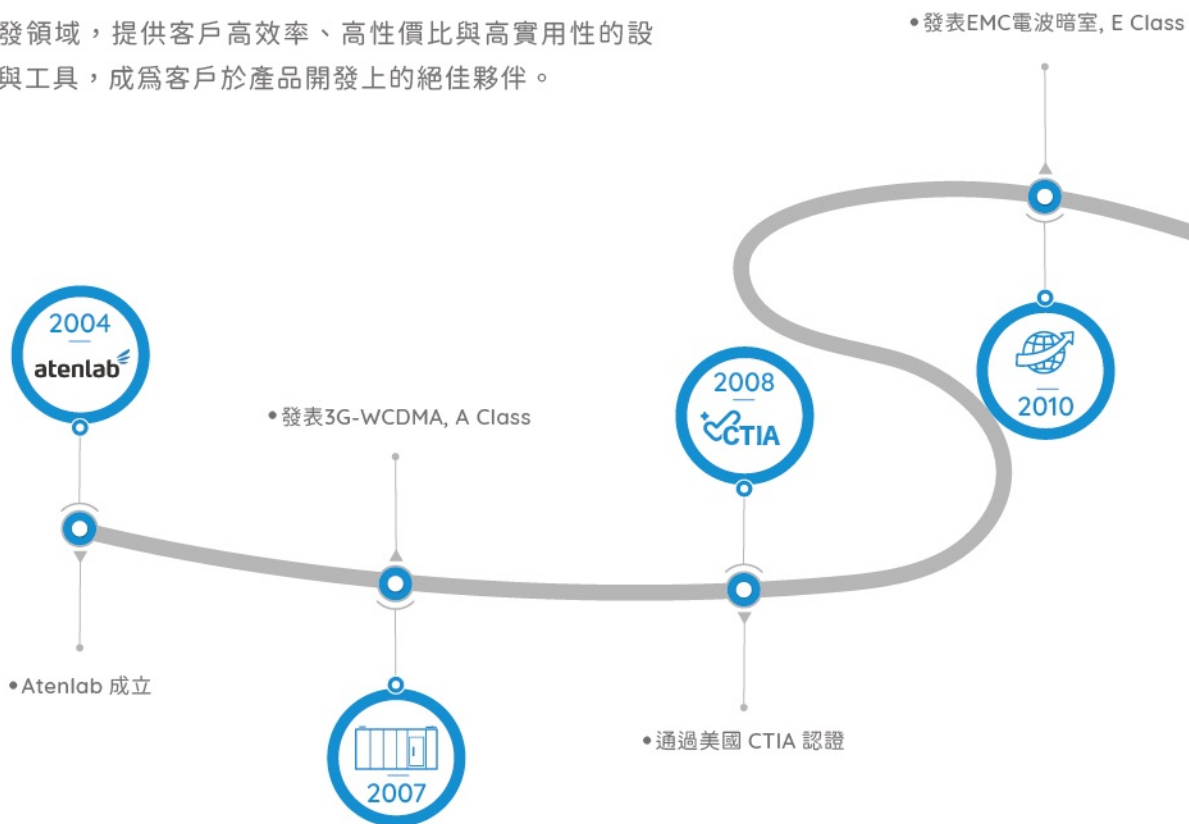 發領域，提供客戶高效率、高性價比與高實用性的設
與工具，成爲客戶於產品開發上的絕佳夥伴。
•發表EMC電波暗室, E Class
2004
atenlab
•Atenlab 成立
•發表3G-WCDMA, A Class
2007
2008
CTIA
•通過美國 CTIA 認證
2010